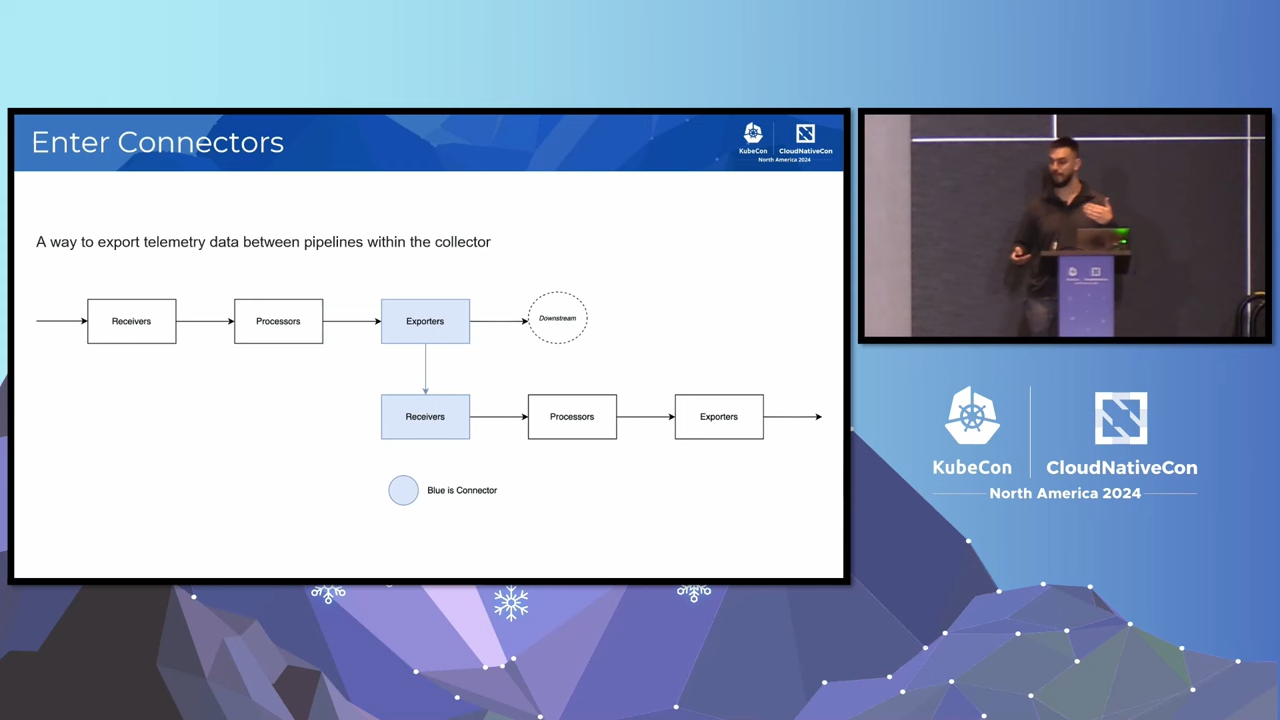 Enter Connectors
KubeCon
CloudNativeCon
North America 2024
A way to export telemetry data between pipelines within the collector
Receivers
Processors
Exporters
Downstream
Receivers
Processors
Exporters
Blue is Connector
KubeCon
CloudNativeCon
North America 2024